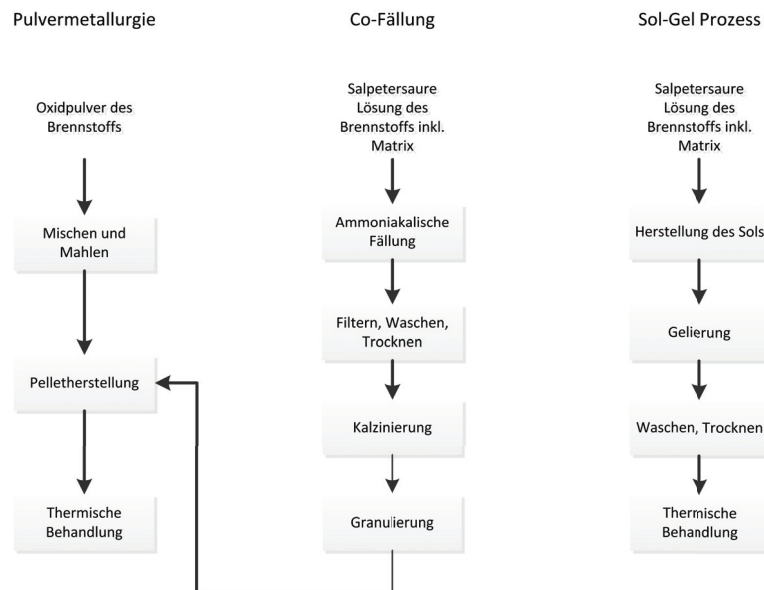 Pulvermetallurgie
Oxidpulver des
Brennstoffs
Mischen und
Mahlen
Pelletherstellung
Thermische
Behandlung
Co-Fällung
Salpetersaure
Lösung des
Brennstoffs inkl.
Matrix
Ammoniakalische
Fällung
Filtern, Waschen,
Trocknen
Kalzinierung
Granulierung
Sol-Gel Prozess
Salpetersaure
Lösung des
Brennstoffs inkl.
Matrix
Herstellung des Sols
Gelierung
Waschen, Trocknen
Thermische
Behandlung